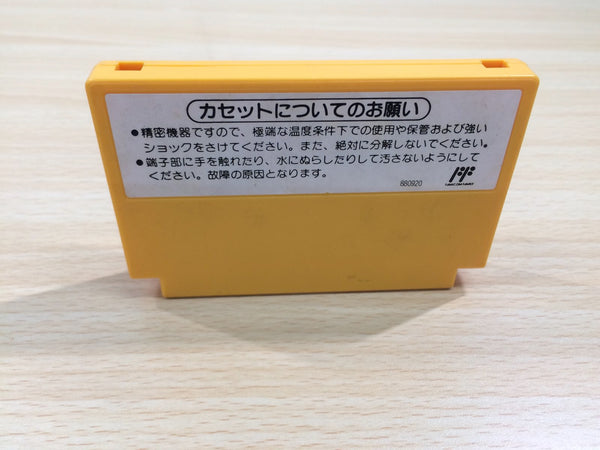 カセットについてのお願い
●精密機器ですので、極端な温度条件下での使用や保管および強い
ショックをさけてください。また、絶対に分解しないでください。
●端子部に手を触れたり、水にぬらしたりして汚さないようにして
ください。故障の原因となります。
880920